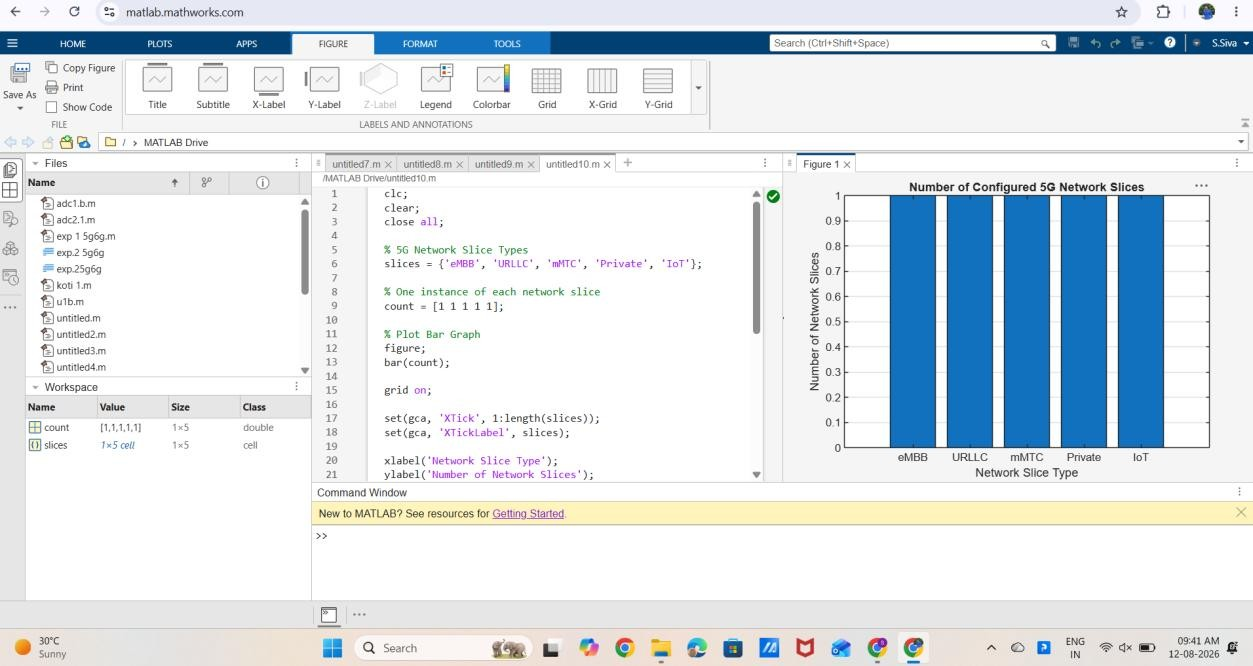 matlab.mathworks.com
HOME PLOTS APPS FIGURE FORMAT TOOLS Search (Ctrl+Shift+Space) S.Siva
Save As
Copy Figure
Print
Show Code
FILE
Title Subtitle X-Label Y-Label Z-Label Legend Colorbar Grid X-Grid Y-Grid
LABELS AND ANNOTATIONS
/ > MATLAB Drive
Files
Name
adc1.b.m
adc2.1.m
exp 1 5g6g.m
exp.2 5g6g
exp.25g6g
koti 1.m
u1b.m
untitled.m
untitled2.m
untitled3.m
untitled4.m
Workspace
Name Value Size Class
count [1,1,1,1,1] 1×5 double
slices 1×5 cell 1×5 cell
untitled7.m untitled8.m untitled9.m untitled10.m
/MATLAB Drive/untitled10.m
1 clc;
2 clear;
3 close all;
4
5 % 5G Network Slice Types
6 slices = {'eMBB', 'URLLC', 'mMTC', 'Private', 'IoT'};
7
8 % One instance of each network slice
9 count = [1 1 1 1 1];
10
11 % Plot Bar Graph
12 figure;
13 bar(count);
14
15 grid on;
16
17 set(gca, 'XTick', 1:length(slices));
18 set(gca, 'XTickLabel', slices);
19
20 xlabel('Network Slice Type');
21 ylabel('Number of Network Slices');
Figure 1
Number of Configured 5G Network Slices
Number of Network Slices
1
0.9
0.8
0.7
0.6
0.5
0.4
0.3
0.2
0.1
0
eMBB URLLC mMTC Private IoT
Network Slice Type
Command Window
New to MATLAB? See resources for Getting Started.
>>
30°C
Sunny
Search
ENG
IN
09:41 AM
12-08-2026